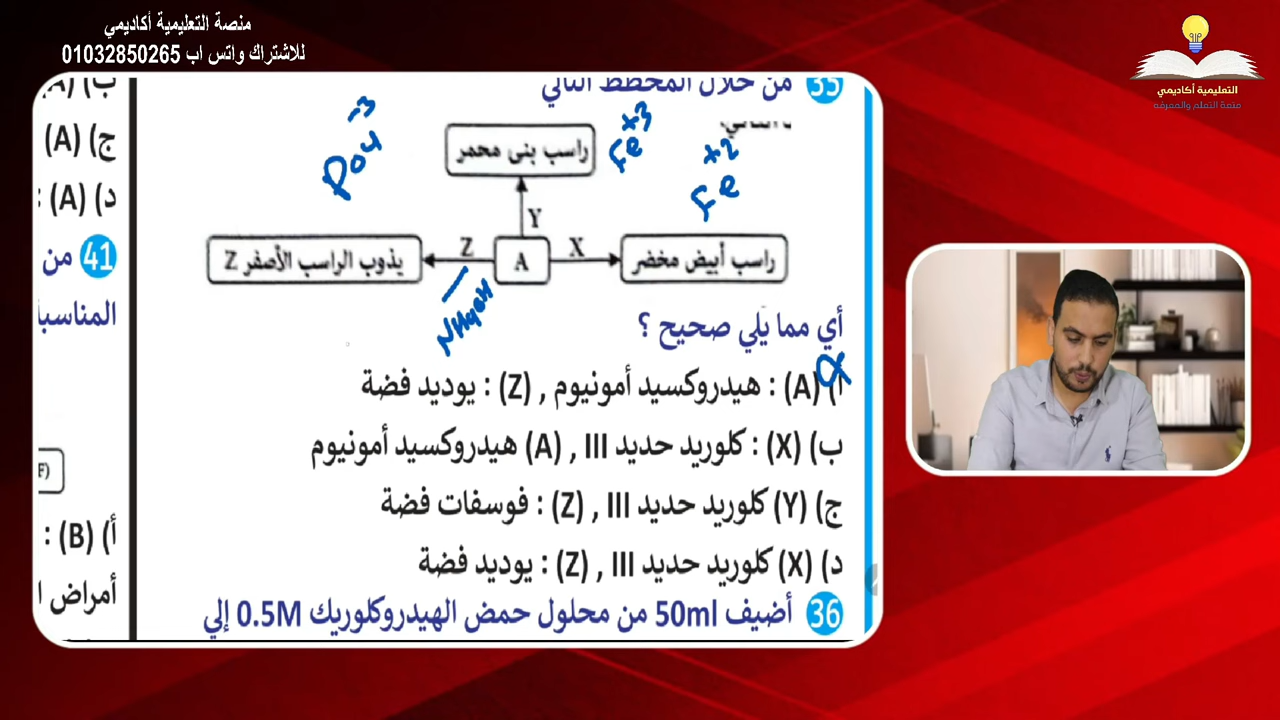 منصة التعليمية أكاديمي
للاشتراك واتس اب 01032850265
التعليمية أكاديمي
منصة التعلم والمعرفه
35 من خلال المخطط التالي
راسب بنى محمر
Fe+3
Fe+2
PO4-3
Y
يذوب الراسب الأصفر Z
Z
A
X
راسب أبيض مخضر
NH4OH
أي مما يلي صحيح ؟
أ) (A) : هيدروكسيد أمونيوم , (Z) : يوديد فضة
ب) (X) : كلوريد حديد III , (A) هيدروكسيد أمونيوم
ج) (Y) كلوريد حديد III , (Z) : فوسفات فضة
د) (X) كلوريد حديد III , (Z) : يوديد فضة
36 أضيف 50ml من محلول حمض الهيدروكلوريك 0.5M إلي
ج) (A)
د) (A) :
41 من
المناسبة
F)
أ) (B) :
أمراض